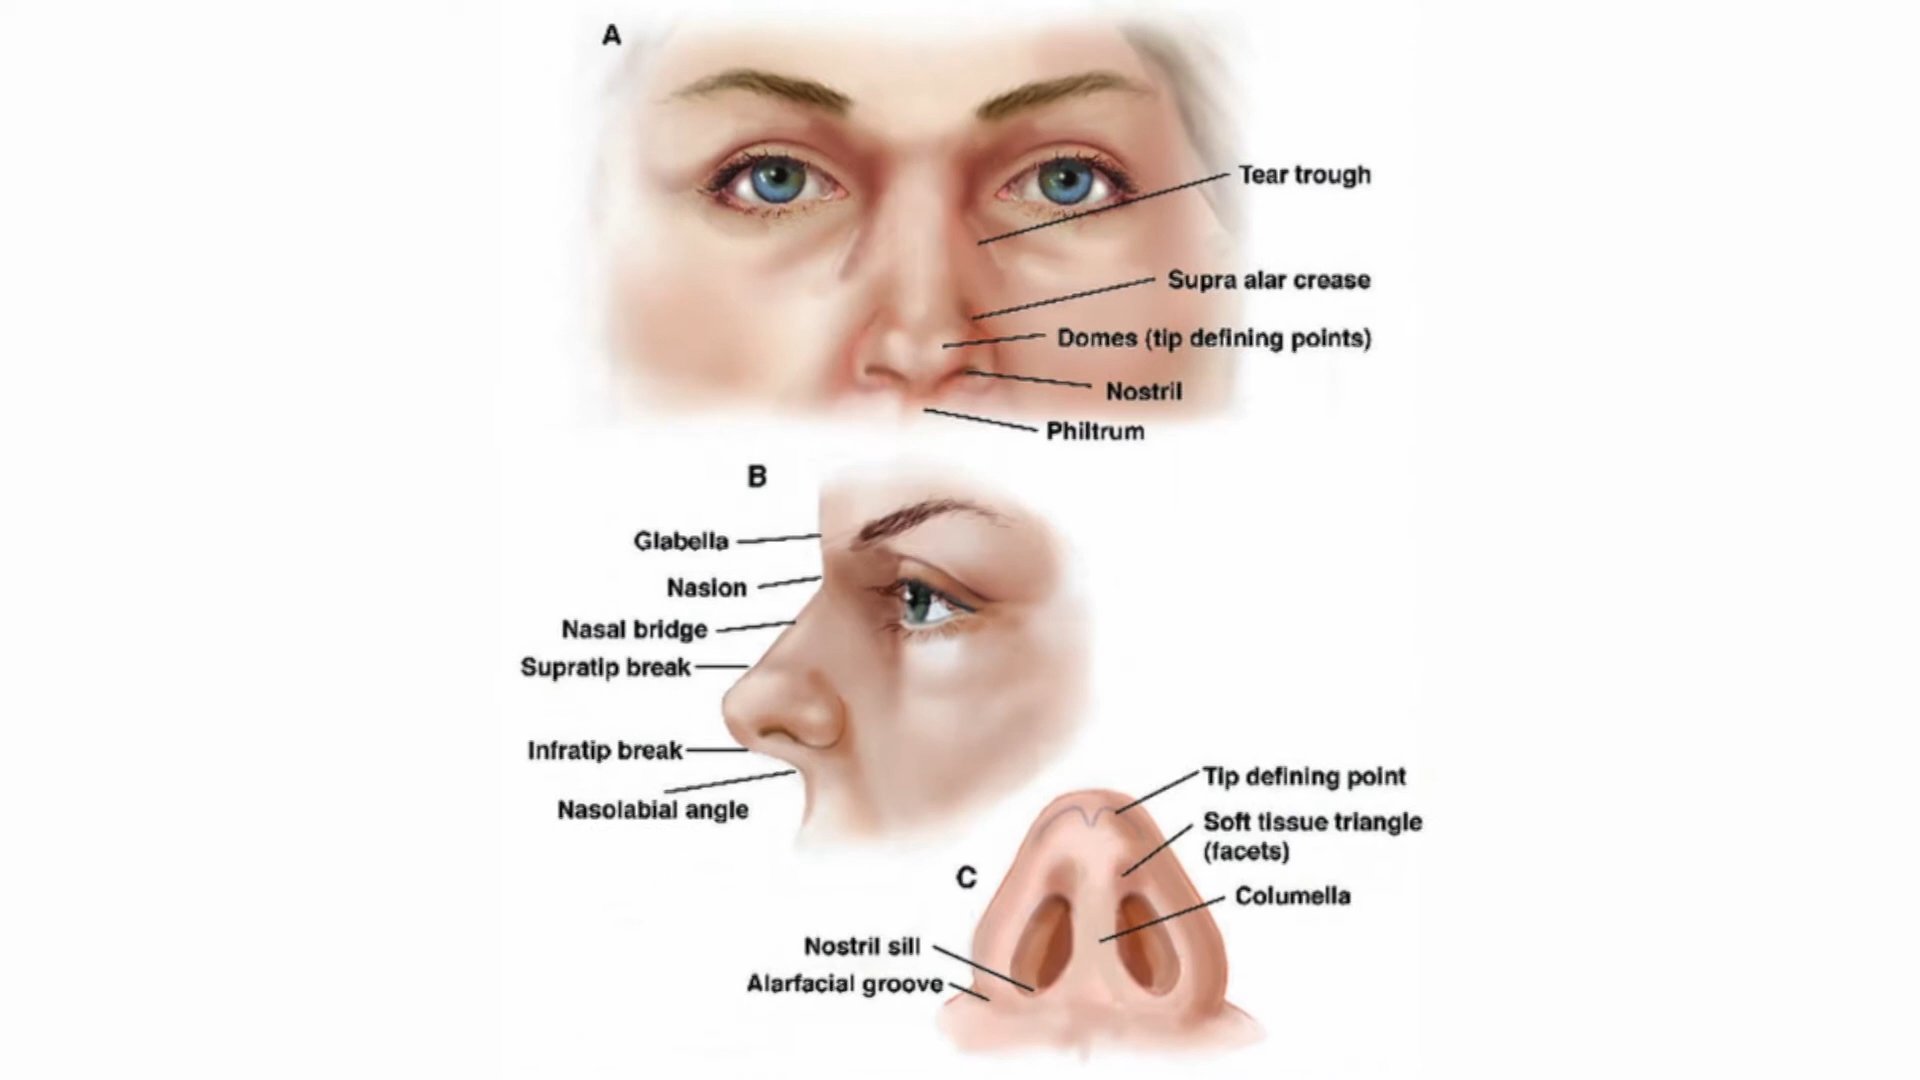 A
Tear trough
Supra alar crease
Domes (tip defining points)
Nostril
Philtrum
B
Glabella
Nasion
Nasal bridge
Supratip break
Infratip break
Nasolabial angle
C
Tip defining point
Soft tissue triangle
(facets)
Columella
Nostril sill
Alarfacial groove